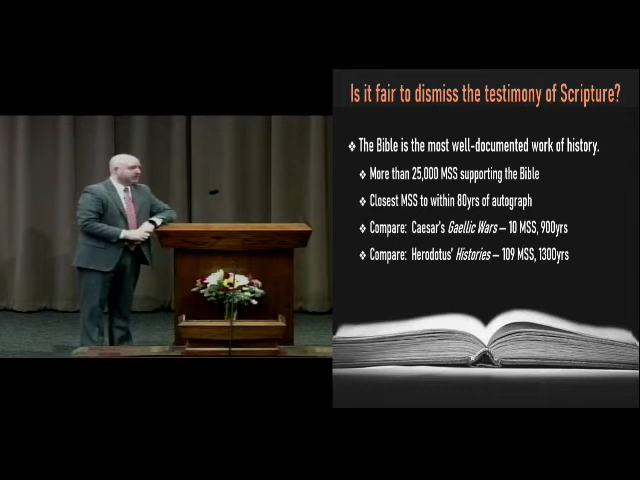 Is it fair to dismiss the testimony of Scripture?
❖ The Bible is the most well-documented work of history.
❖ More than 25,000 MSS supporting the Bible
❖ Closest MSS to within 80yrs of autograph
❖ Compare: Caesar's Gaellic Wars – 10 MSS, 900yrs
❖ Compare: Herodotus' Histories – 109 MSS, 1300yrs